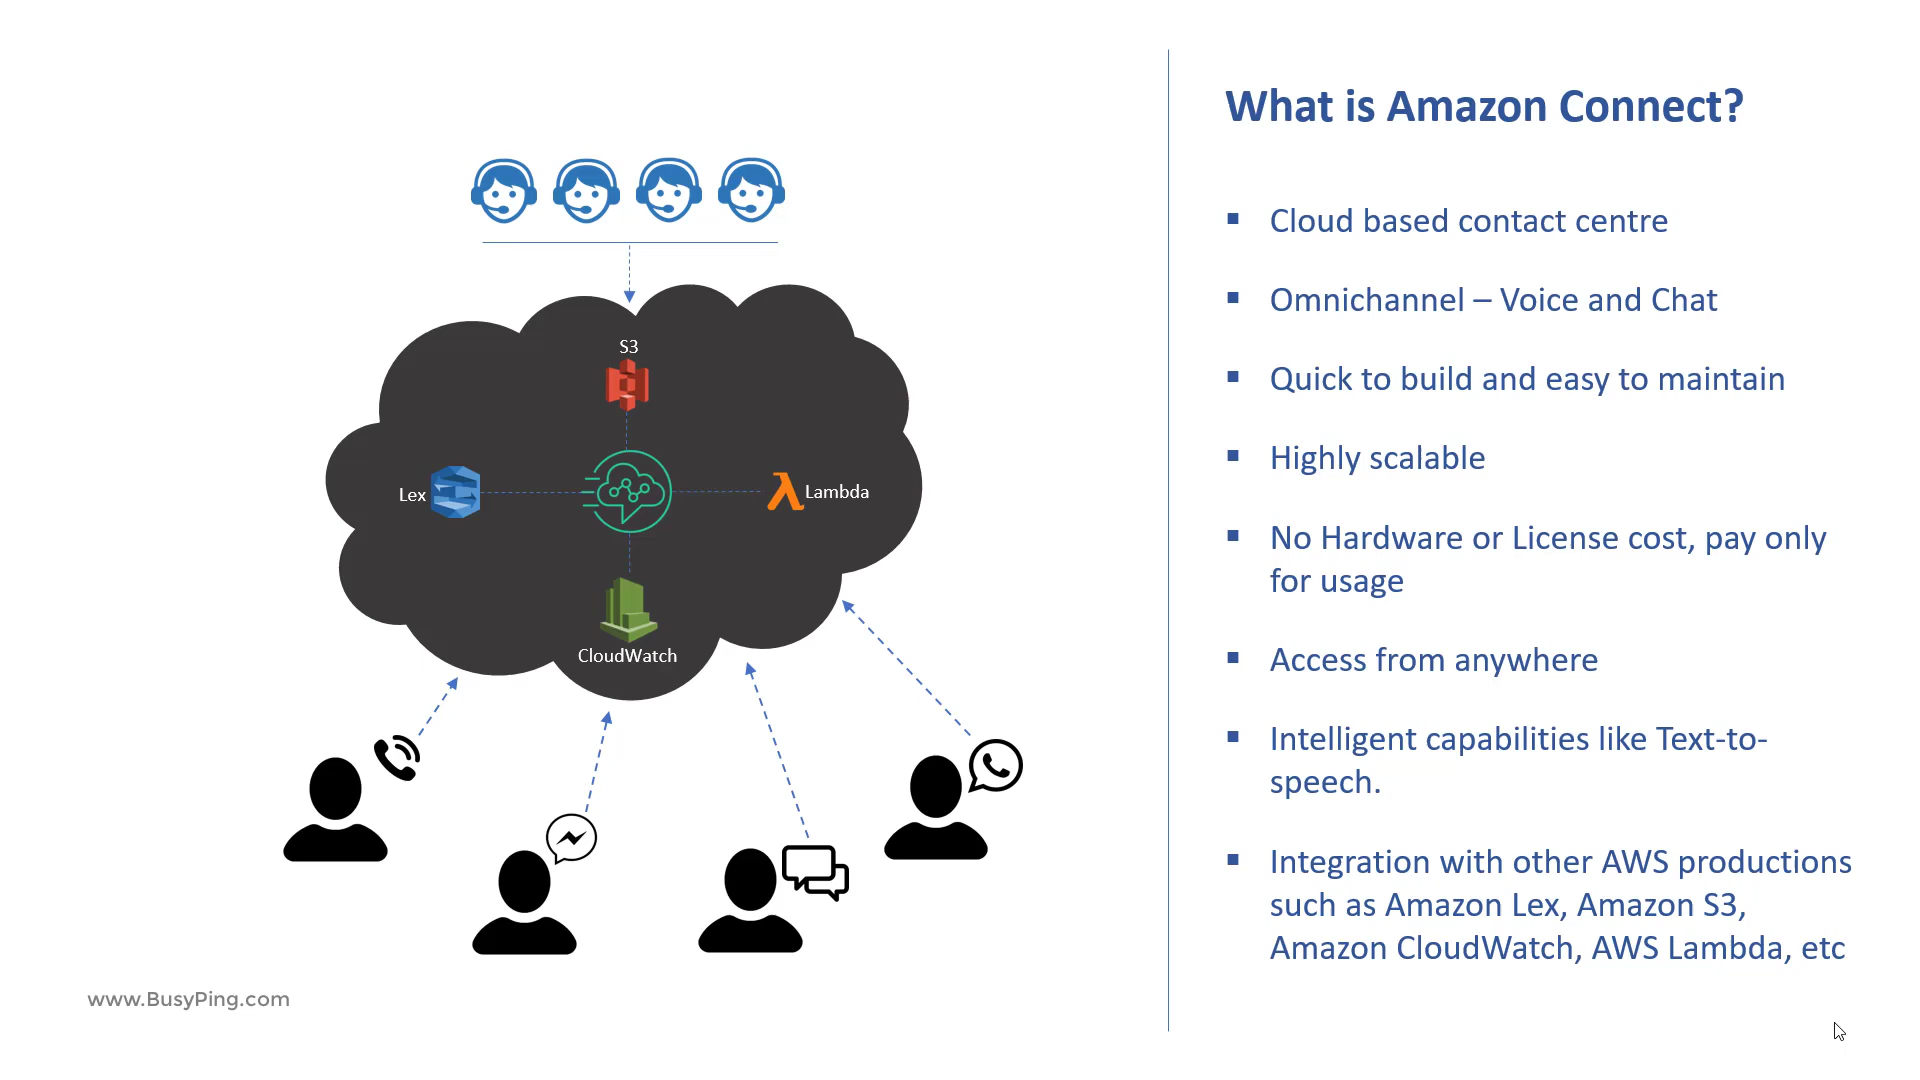 What is Amazon Connect?
Cloud based contact centre
Omnichannel – Voice and Chat
Quick to build and easy to maintain
Highly scalable
No Hardware or License cost, pay only
for usage
Access from anywhere
Intelligent capabilities like Text-to-
speech.
Integration with other AWS productions
such as Amazon Lex, Amazon S3,
Amazon CloudWatch, AWS Lambda, etc
S3
Lex
Lambda
CloudWatch
www.BusyPing.com